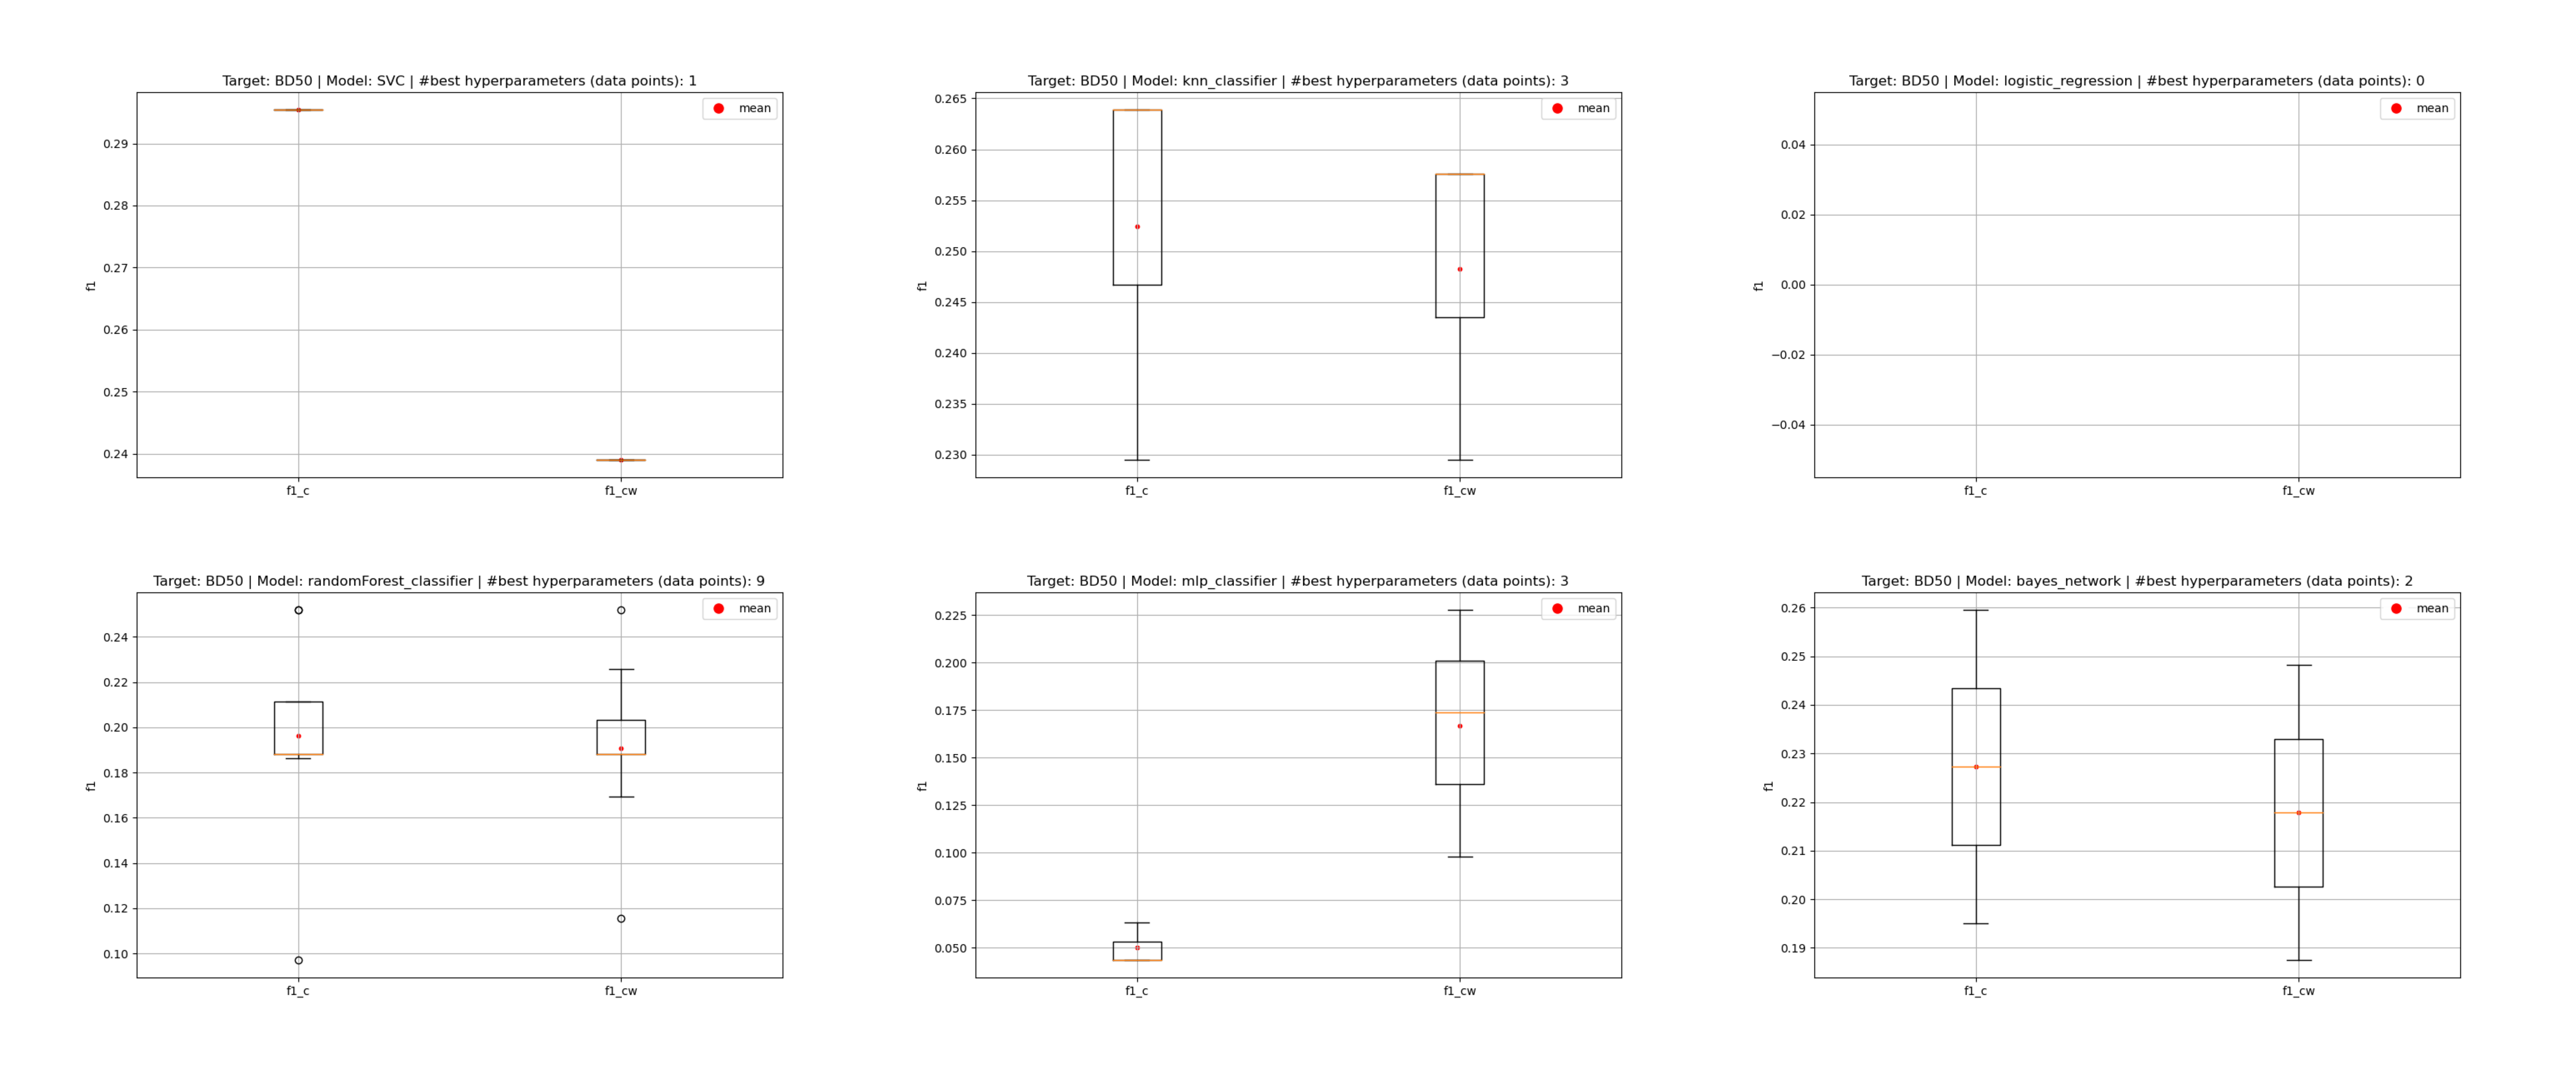 Target: BD50 | Model: SVC | #best hyperparameters (data points): 1
mean
0.29
0.28
0.27
0.26
0.25
0.24
f1
f1_c
f1_cw
Target: BD50 | Model: knn_classifier | #best hyperparameters (data points): 3
mean
0.265
0.260
0.255
0.250
0.245
0.240
0.235
0.230
f1
f1_c
f1_cw
Target: BD50 | Model: logistic_regression | #best hyperparameters (data points): 0
mean
0.04
0.02
0.00
−0.02
−0.04
f1
f1_c
f1_cw
Target: BD50 | Model: randomForest_classifier | #best hyperparameters (data points): 9
mean
0.24
0.22
0.20
0.18
0.16
0.14
0.12
0.10
f1
f1_c
f1_cw
Target: BD50 | Model: mlp_classifier | #best hyperparameters (data points): 3
mean
0.225
0.200
0.175
0.150
0.125
0.100
0.075
0.050
f1
f1_c
f1_cw
Target: BD50 | Model: bayes_network | #best hyperparameters (data points): 2
mean
0.26
0.25
0.24
0.23
0.22
0.21
0.20
0.19
f1
f1_c
f1_cw